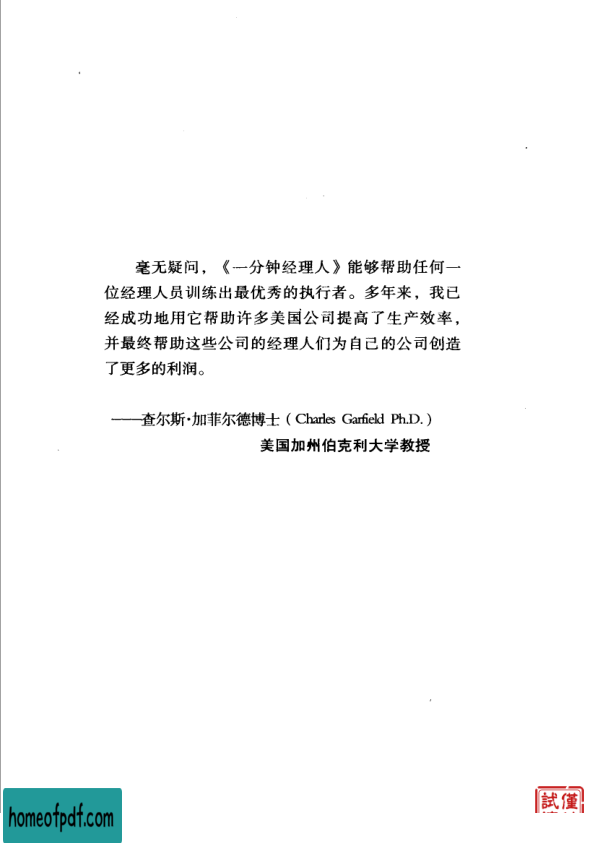 毫无疑问，《一分钟经理人》能够帮助任何一
位经理人员训练出最优秀的执行者。多年来，我已
经成功地用它帮助许多美国公司提高了生产效率，
并最终帮助这些公司的经理人们为自己的公司创造
了更多的利润。
——查尔斯·加菲尔德博士（Charles Garfield Ph.D.）
美国加州伯克利大学教授
homeofpdf.com
試僅